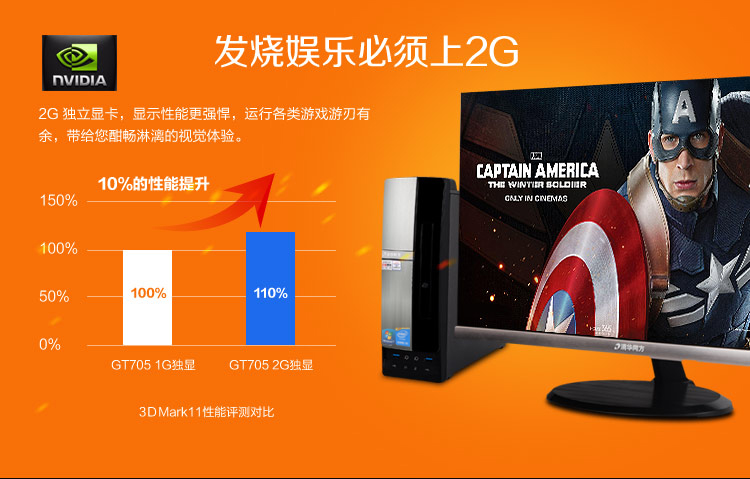 发烧娱乐必须上2G
NVIDIA
2G 独立显卡，显示性能更强悍，运行各类游戏游刃有
余，带给您酣畅淋漓的视觉体验。
10%的性能提升
150%
100%
50%
0%
100%
110%
GT705 1G独显
GT705 2G独显
3D Mark11性能评测对比
CAPTAIN AMERICA
THE WINTER SOLDIER
ONLY IN CINEMAS
清华同方